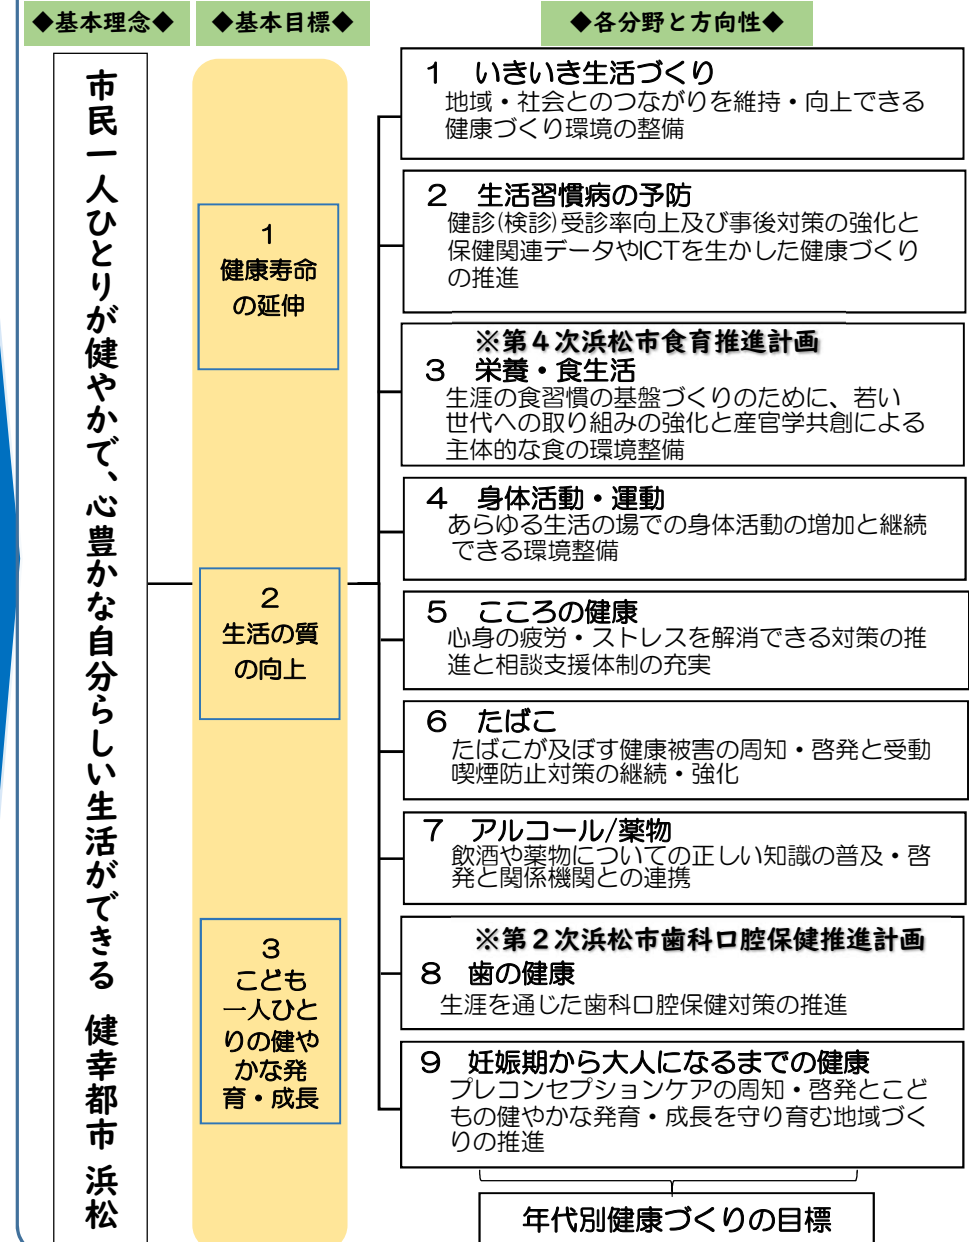 ◆基本理念◆
◆基本目標◆
◆各分野と方向性◆
市民一人ひとりが健やかで、心豊かな自分らしい生活ができる 健幸都市 浜松
1
健康寿命
の延伸
2
生活の質
の向上
3
こども
一人ひと
りの健や
かな発
育・成長
1 いきいき生活づくり
地域・社会とのつながりを維持・向上できる
健康づくり環境の整備
2 生活習慣病の予防
健診(検診)受診率向上及び事後対策の強化と
保健関連データやICTを生かした健康づくり
の推進
※第4次浜松市食育推進計画
3 栄養・食生活
生涯の食習慣の基盤づくりのために、若い
世代への取り組みの強化と産官学共創による
主体的な食の環境整備
4 身体活動・運動
あらゆる生活の場での身体活動の増加と継続
できる環境整備
5 こころの健康
心身の疲労・ストレスを解消できる対策の推
進と相談支援体制の充実
6 たばこ
たばこが及ぼす健康被害の周知・啓発と受動
喫煙防止対策の継続・強化
7 アルコール/薬物
飲酒や薬物についての正しい知識の普及・啓
発と関係機関との連携
※第2次浜松市歯科口腔保健推進計画
8 歯の健康
生涯を通じた歯科口腔保健対策の推進
9 妊娠期から大人になるまでの健康
プレコンセプションケアの周知・啓発とこど
もの健やかな発育・成長を守り育む地域づく
りの推進
年代別健康づくりの目標